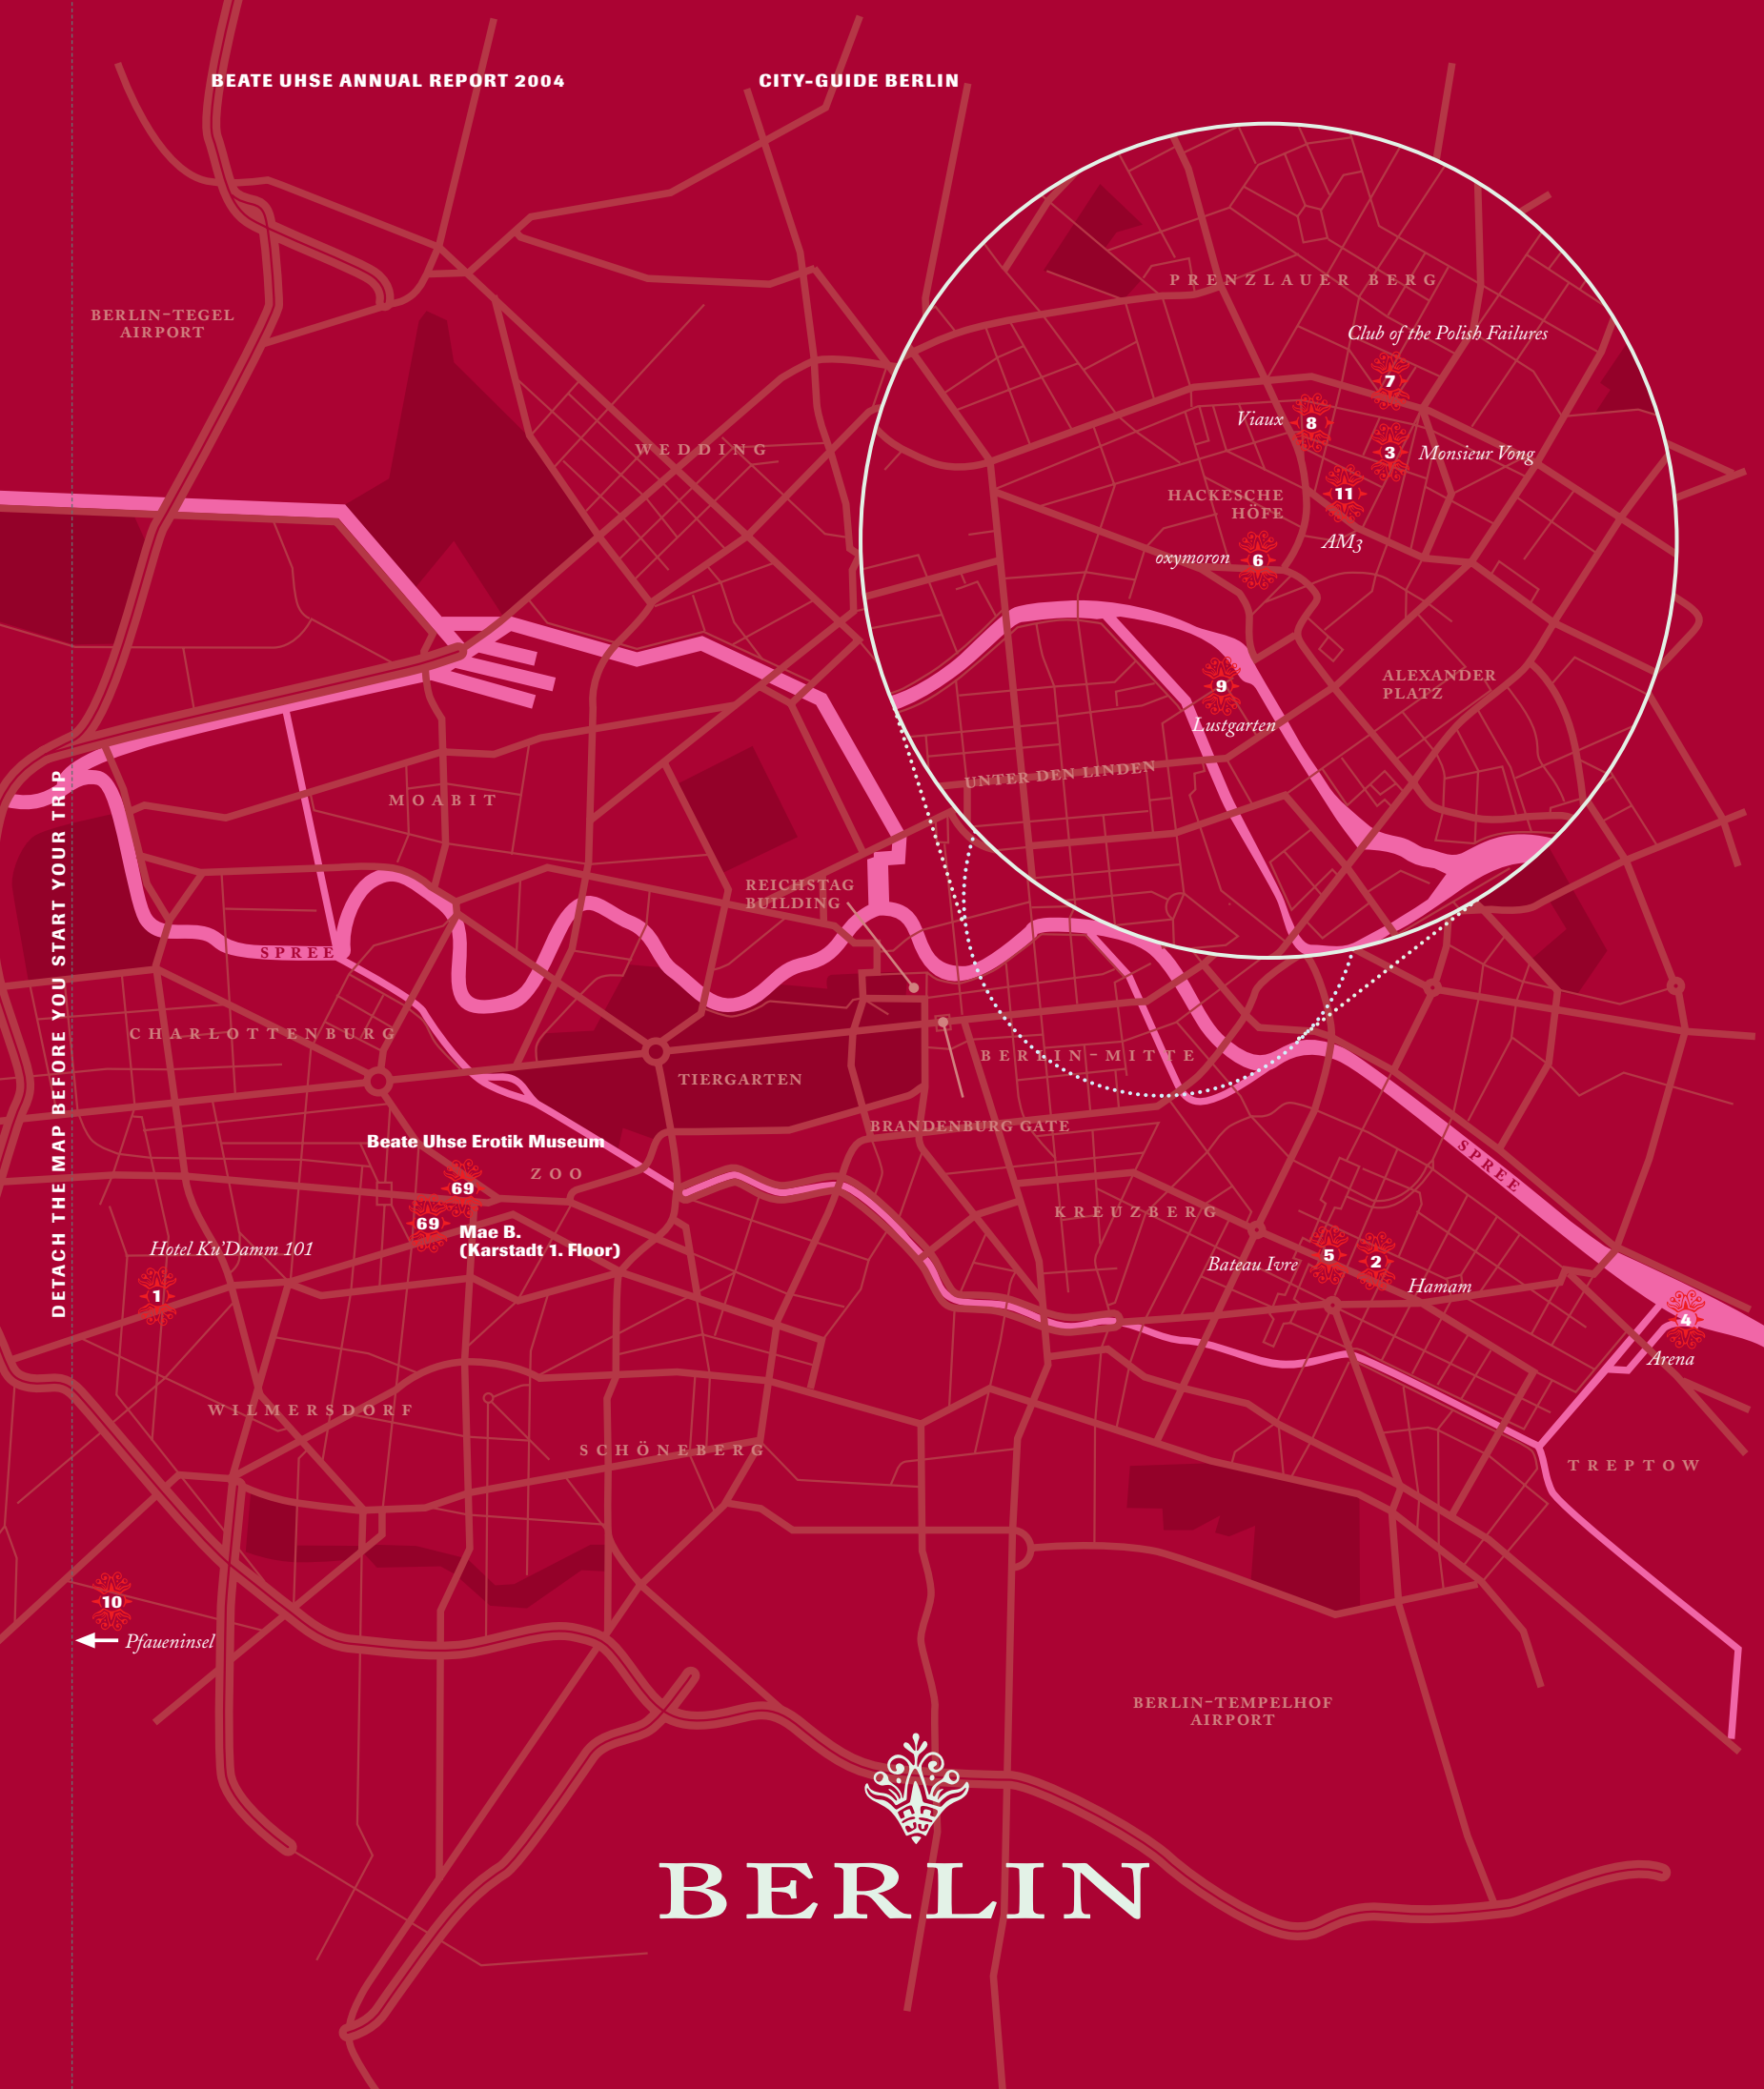 BEATE UHSE ANNUAL REPORT 2004
CITY-GUIDE BERLIN
DETACH THE MAP BEFORE YOU START YOUR TRIP
BERLIN-TEGEL
AIRPORT
WEDDING
PRENZLAUER BERG
Club of the Polish Failures
7
Viaux
8
3
Monsieur Vong
HACKESCHE
HÖFE
11
AM3
oxymoron
6
9
Lustgarten
ALEXANDER
PLATZ
UNTER DEN LINDEN
MOABIT
REICHSTAG
BUILDING
SPREE
CHARLOTTENBURG
TIERGARTEN
BERLIN-MITTE
BRANDENBURG GATE
Beate Uhse Erotik Museum
ZOO
69
69
Mae B.
(Karstadt 1. Floor)
SPREE
KREUZBERG
Hotel Ku'Damm 101
1
Bateau Ivre
5
2
Hamam
4
Arena
WILMERSDORF
SCHÖNEBERG
TREPTOW
10
Pfaueninsel
BERLIN-TEMPELHOF
AIRPORT
BERLIN